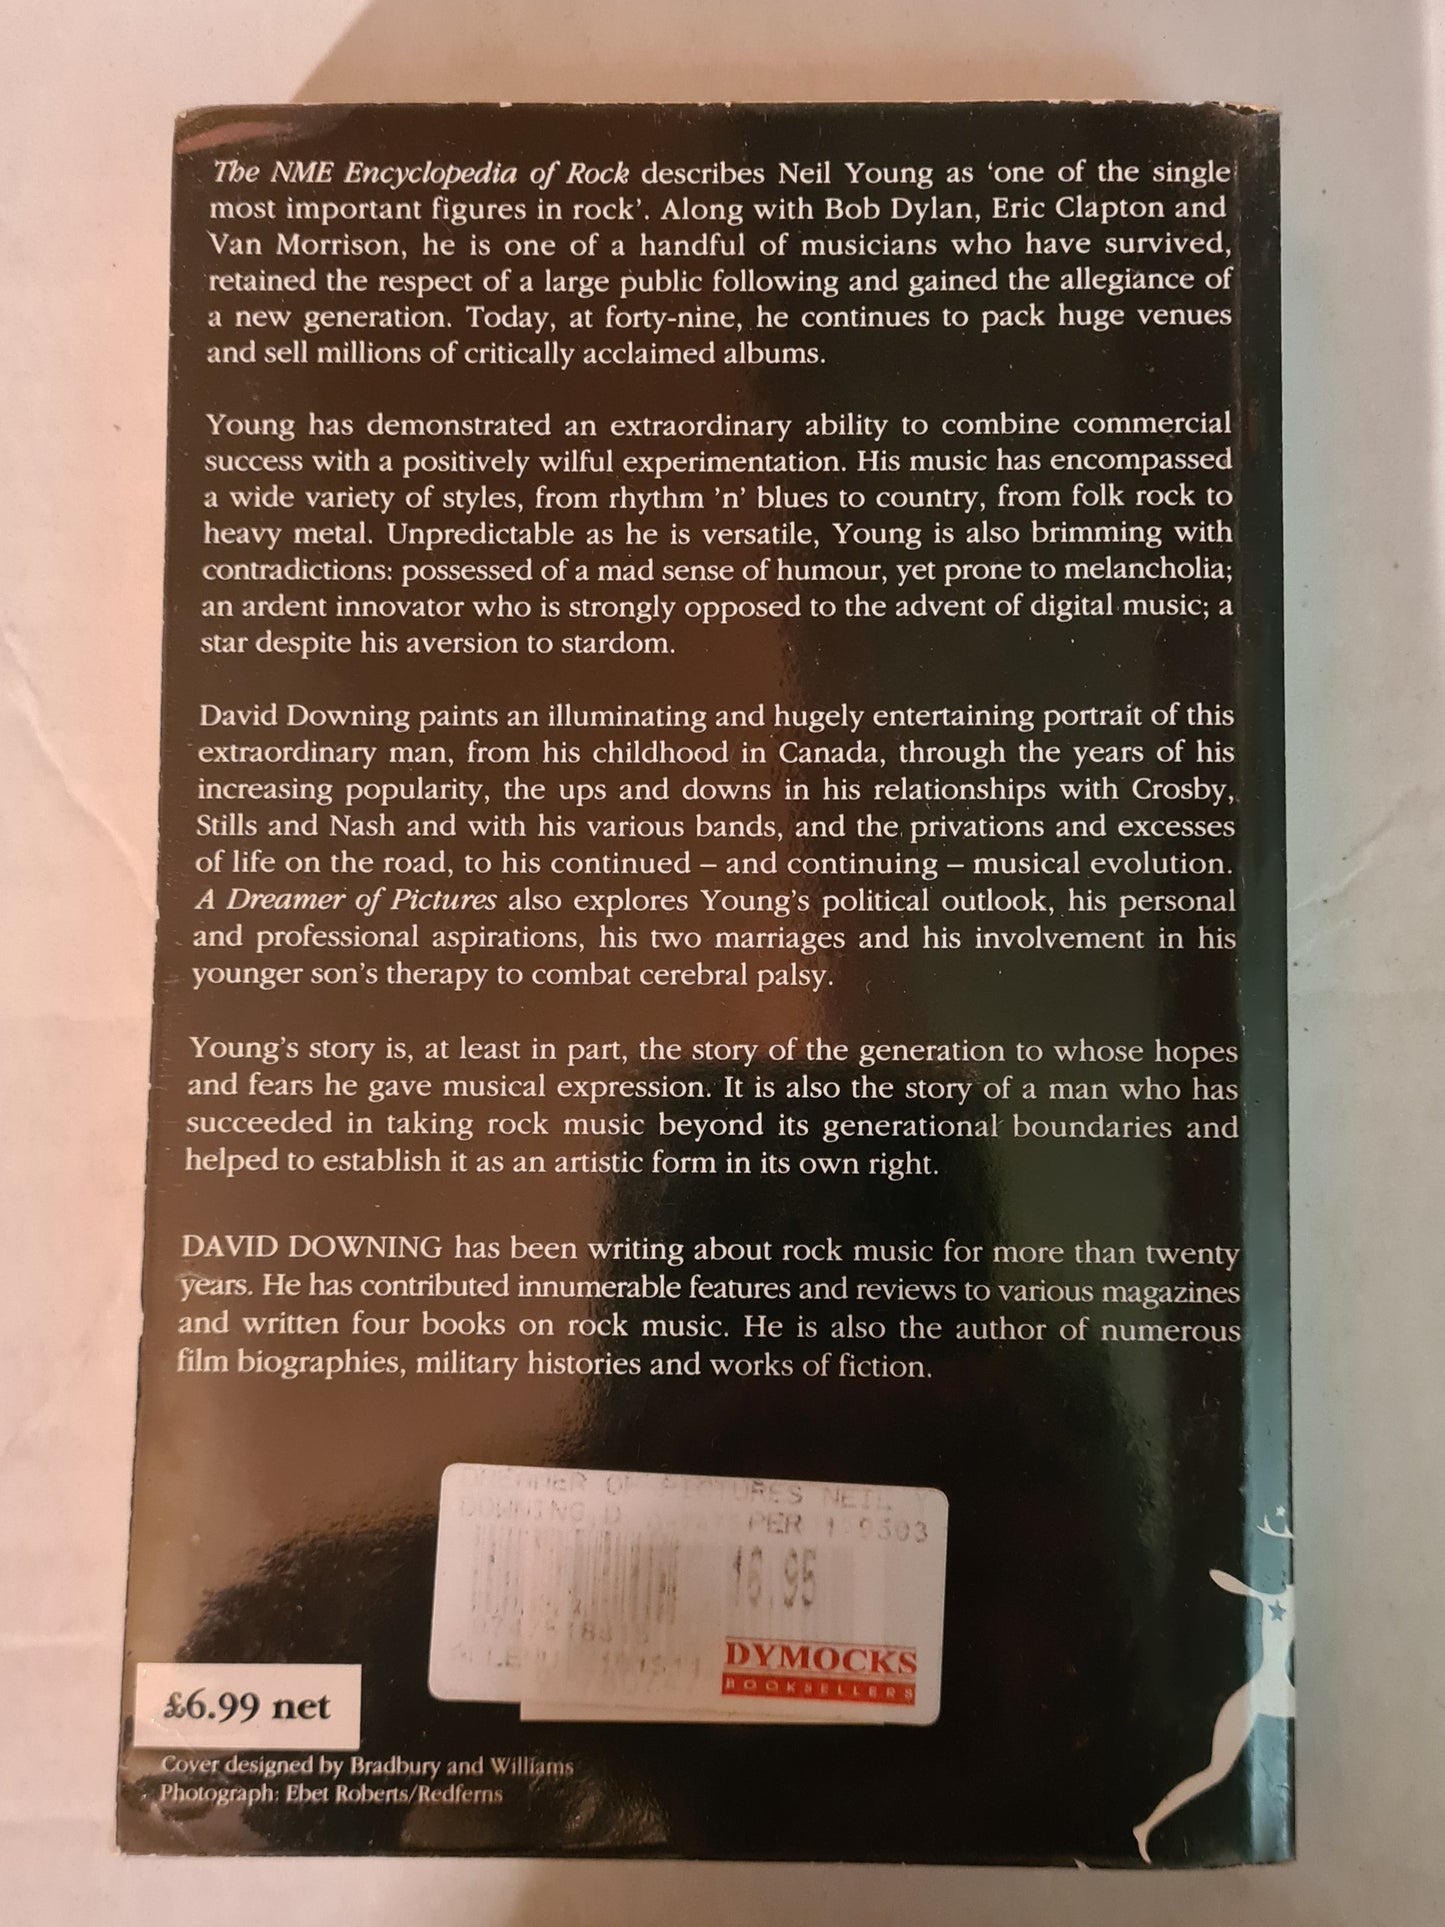 The NME Encyclopedia of Rock describes Neil Young as ‘one of the single
most important figures in rock’. Along with Bob Dylan, Eric Clapton and
Van Morrison, he is one of a handful of musicians who have survived,
retained the respect of a large public following and gained the allegiance of
a new generation. Today, at forty-nine, he continues to pack huge venues
and sell millions of critically acclaimed albums.
Young has demonstrated an extraordinary ability to combine commercial
success with a positively wilful experimentation. His music has encompassed
a wide variety of styles, from rhythm ’n’ blues to country, from folk rock to
heavy metal. Unpredictable as he is versatile, Young is also brimming with
contradictions: possessed of a mad sense of humour, yet prone to melancholia;
an ardent innovator who is strongly opposed to the advent of digital music; a
star despite his aversion to stardom.
David Downing paints an illuminating and hugely entertaining portrait of this
extraordinary man, from his childhood in Canada, through the years of his
increasing popularity, the ups and downs in his relationships with Crosby,
Stills and Nash and with his various bands, and the privations and excesses
of life on the road, to his continued – and continuing – musical evolution.
A Dreamer of Pictures also explores Young’s political outlook, his personal
and professional aspirations, his two marriages and his involvement in his
younger son’s therapy to combat cerebral palsy.
Young’s story is, at least in part, the story of the generation to whose hopes
and fears he gave musical expression. It is also the story of a man who has
succeeded in taking rock music beyond its generational boundaries and
helped to establish it as an artistic form in its own right.
DAVID DOWNING has been writing about rock music for more than twenty
years. He has contributed innumerable features and reviews to various magazines
and written four books on rock music. He is also the author of numerous
film biographies, military histories and works of fiction.
DREAMER OF PICTURES NEIL
DOWNING D PER
16.95
DYMOCKS
BOOKSELLERS
£6.99 net
Cover designed by Bradbury and Williams
Photograph: Ebet Roberts/Redferns